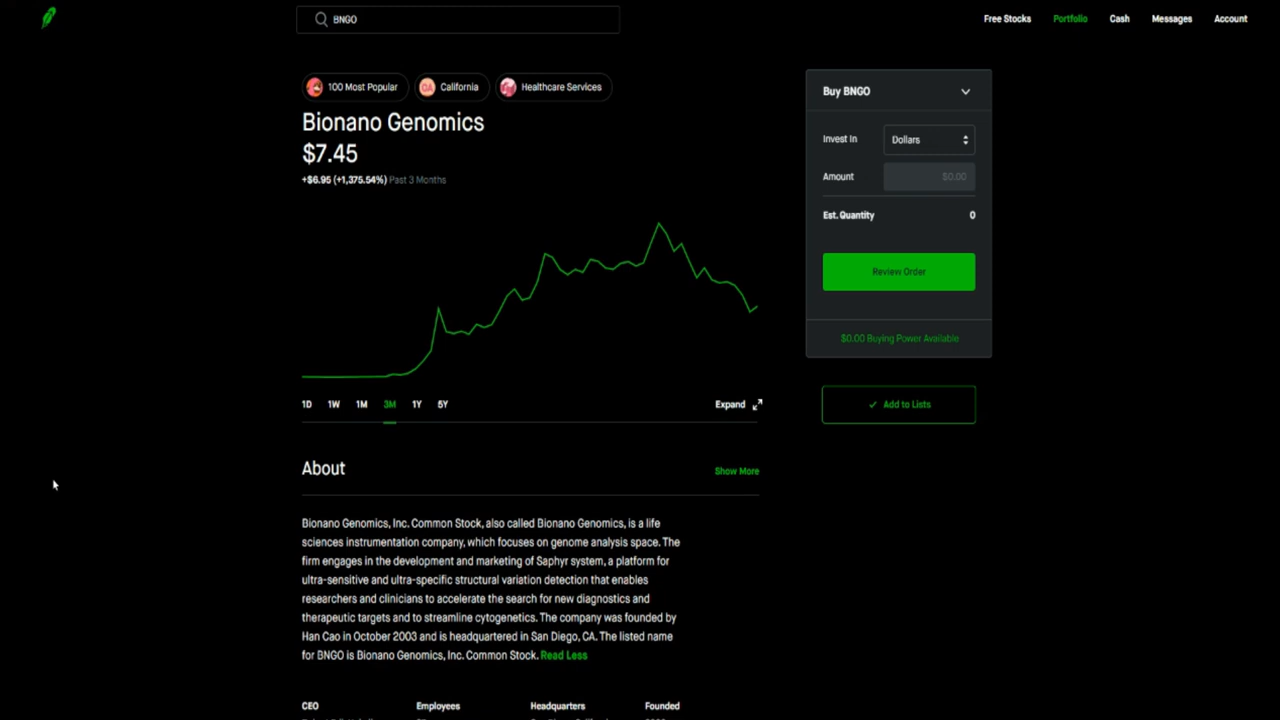 BNGO
Free Stocks
Portfolio
Cash
Messages
Account
100 Most Popular
CA
California
Healthcare Services
Bionano Genomics
$7.45
+$6.95 (+1,375.54%) Past 3 Months
1D
1W
1M
3M
1Y
5Y
Expand
Buy BNGO
Invest In
Dollars
Amount
$0.00
Est. Quantity
0
Review Order
$0.00 Buying Power Available
Add to Lists
About
Show More
Bionano Genomics, Inc. Common Stock, also called Bionano Genomics, is a life
sciences instrumentation company, which focuses on genome analysis space. The
firm engages in the development and marketing of Saphyr system, a platform for
ultra-sensitive and ultra-specific structural variation detection that enables
researchers and clinicians to accelerate the search for new diagnostics and
therapeutic targets and to streamline cytogenetics. The company was founded by
Han Cao in October 2003 and is headquartered in San Diego, CA. The listed name
for BNGO is Bionano Genomics, Inc. Common Stock. Read Less
CEO
Employees
Headquarters
Founded